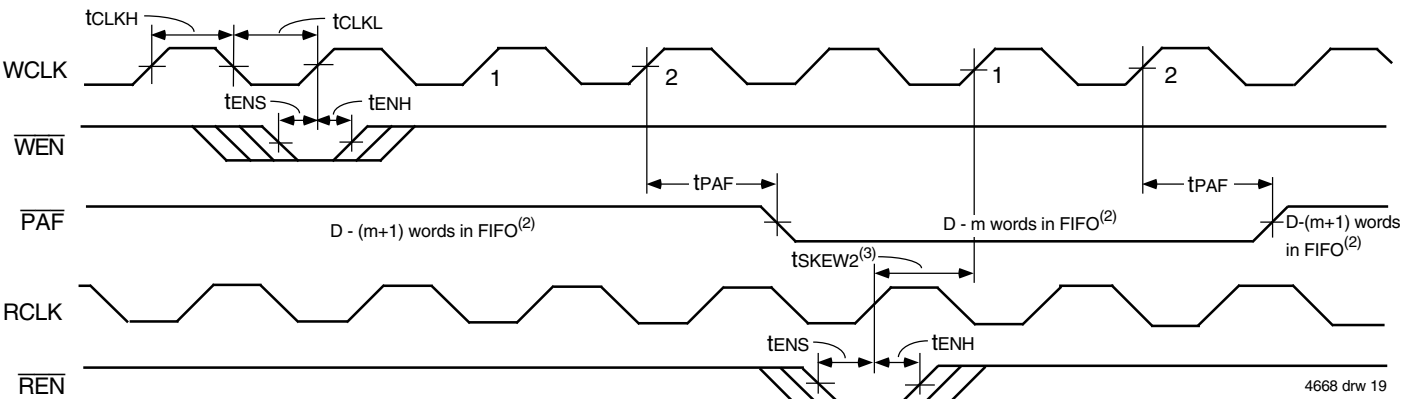 tCLKH
tCLKL
WCLK
1
2
1
2
tENS
tENH
WEN
tPAF
tPAF
PAF
D - (m+1) words in FIFO(2)
D - m words in FIFO(2)
D-(m+1) words
in FIFO(2)
tSKEW2(3)
RCLK
tENS
tENH
REN
4668 drw 19